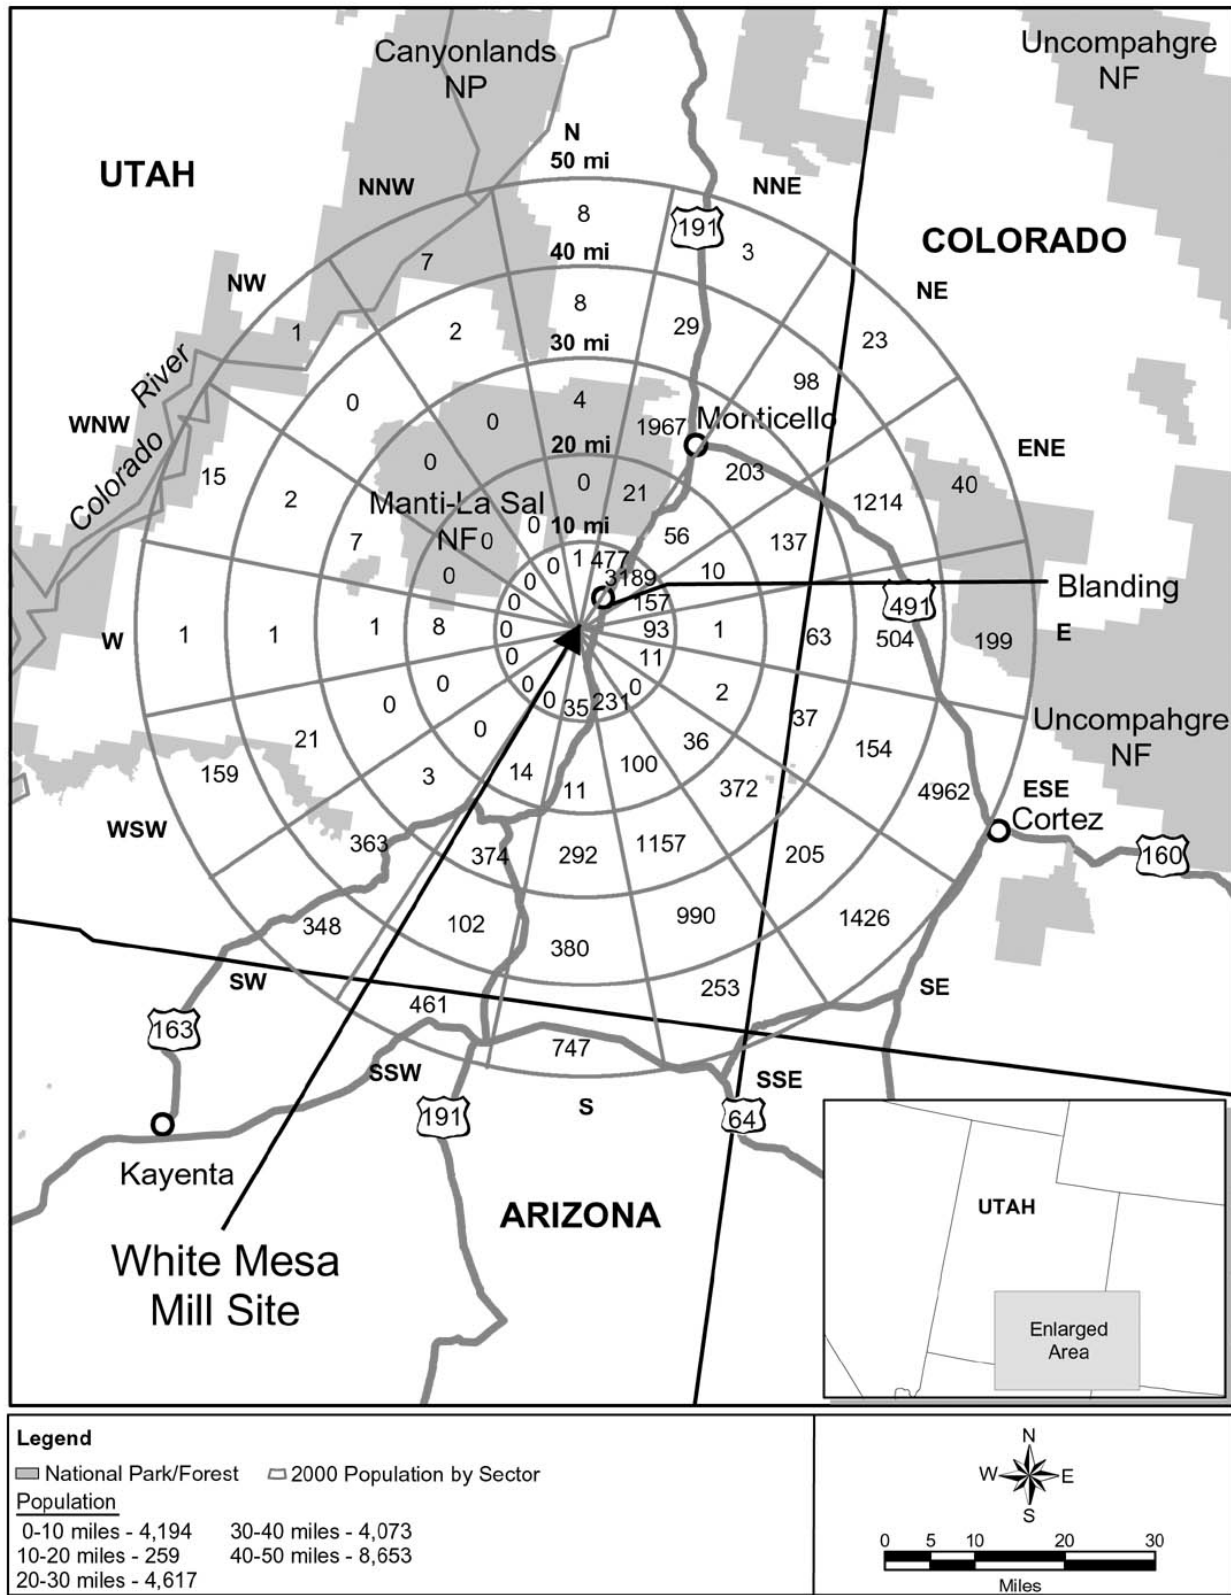 Canyonlands
NP
Uncompahgre
NF
UTAH
N
50 mi
NNW
NNE
8
191
3
COLORADO
40 mi
7
NW
NE
8
1
2
29
23
30 mi
River
0
98
WNW
4
0
1967
Monticello
20 mi
ENE
Colorado
15
0
203
40
2
0
21
1214
Manti-La Sal
NF
10 mi
7
0
0
56
137
1
477
0
0
0
3189
10
Blanding
0
157
491
W
1
1
1
8
0
93
1
63
504
199
E
0
11
0
0
0
0
2
0
35
231
37
Uncompahgre
NF
21
0
36
154
159
3
14
11
100
372
4962
ESE
Cortez
WSW
363
374
292
1157
205
160
348
102
380
990
1426
SW
461
253
SE
163
747
SSW
SSE
191
S
64
Kayenta
ARIZONA
UTAH
White Mesa
Mill Site
Enlarged
Area
Legend
National Park/Forest
2000 Population by Sector
Population
0-10 miles - 4,194
30-40 miles - 4,073
10-20 miles - 259
40-50 miles - 8,653
20-30 miles - 4,617
N
W
E
S
0 5 10 20 30
Miles